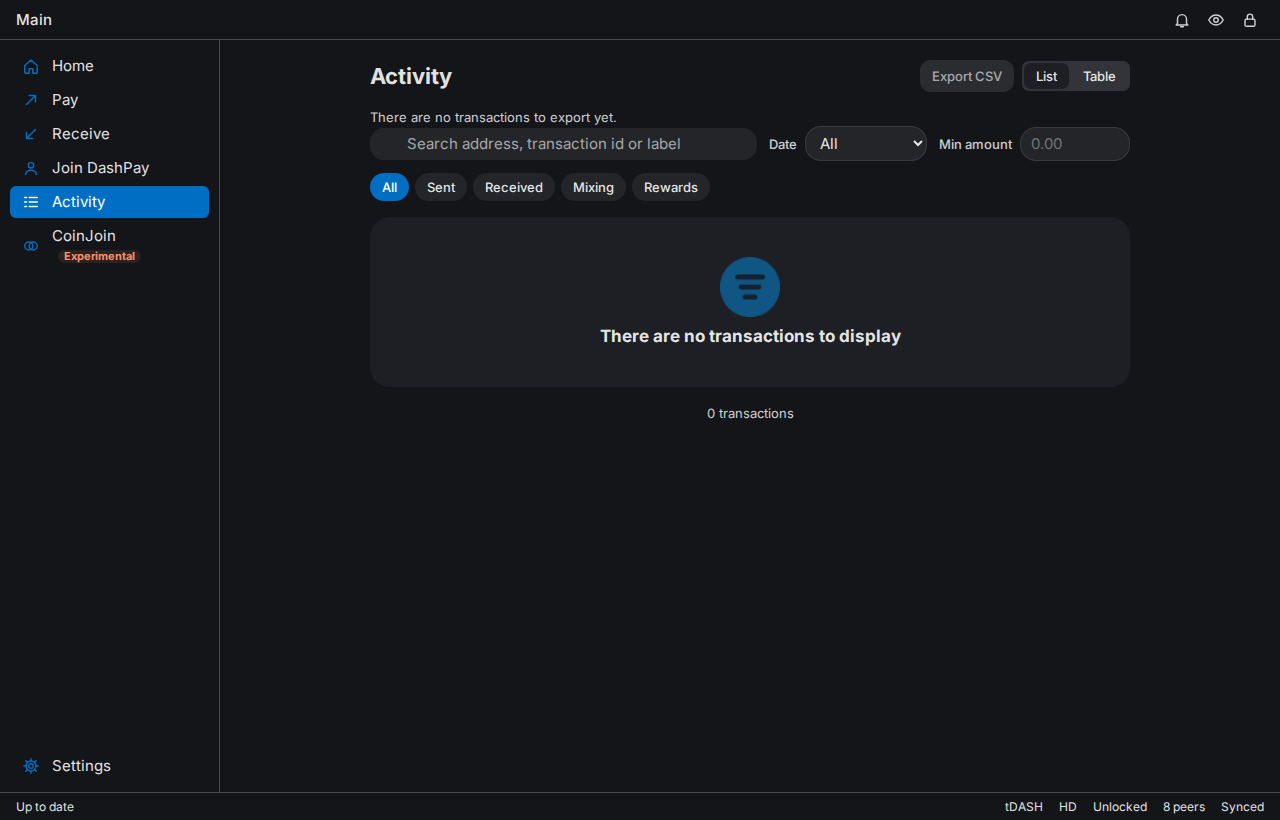 Main
Home
Pay
Receive
Join DashPay
Activity
CoinJoin
Experimental
Settings
Activity
Export CSV
List
Table
There are no transactions to export yet.
Search address, transaction id or label
Date
All
Min amount
0.00
All
Sent
Received
Mixing
Rewards
There are no transactions to display
0 transactions
Up to date
tDASH
HD
Unlocked
8 peers
Synced